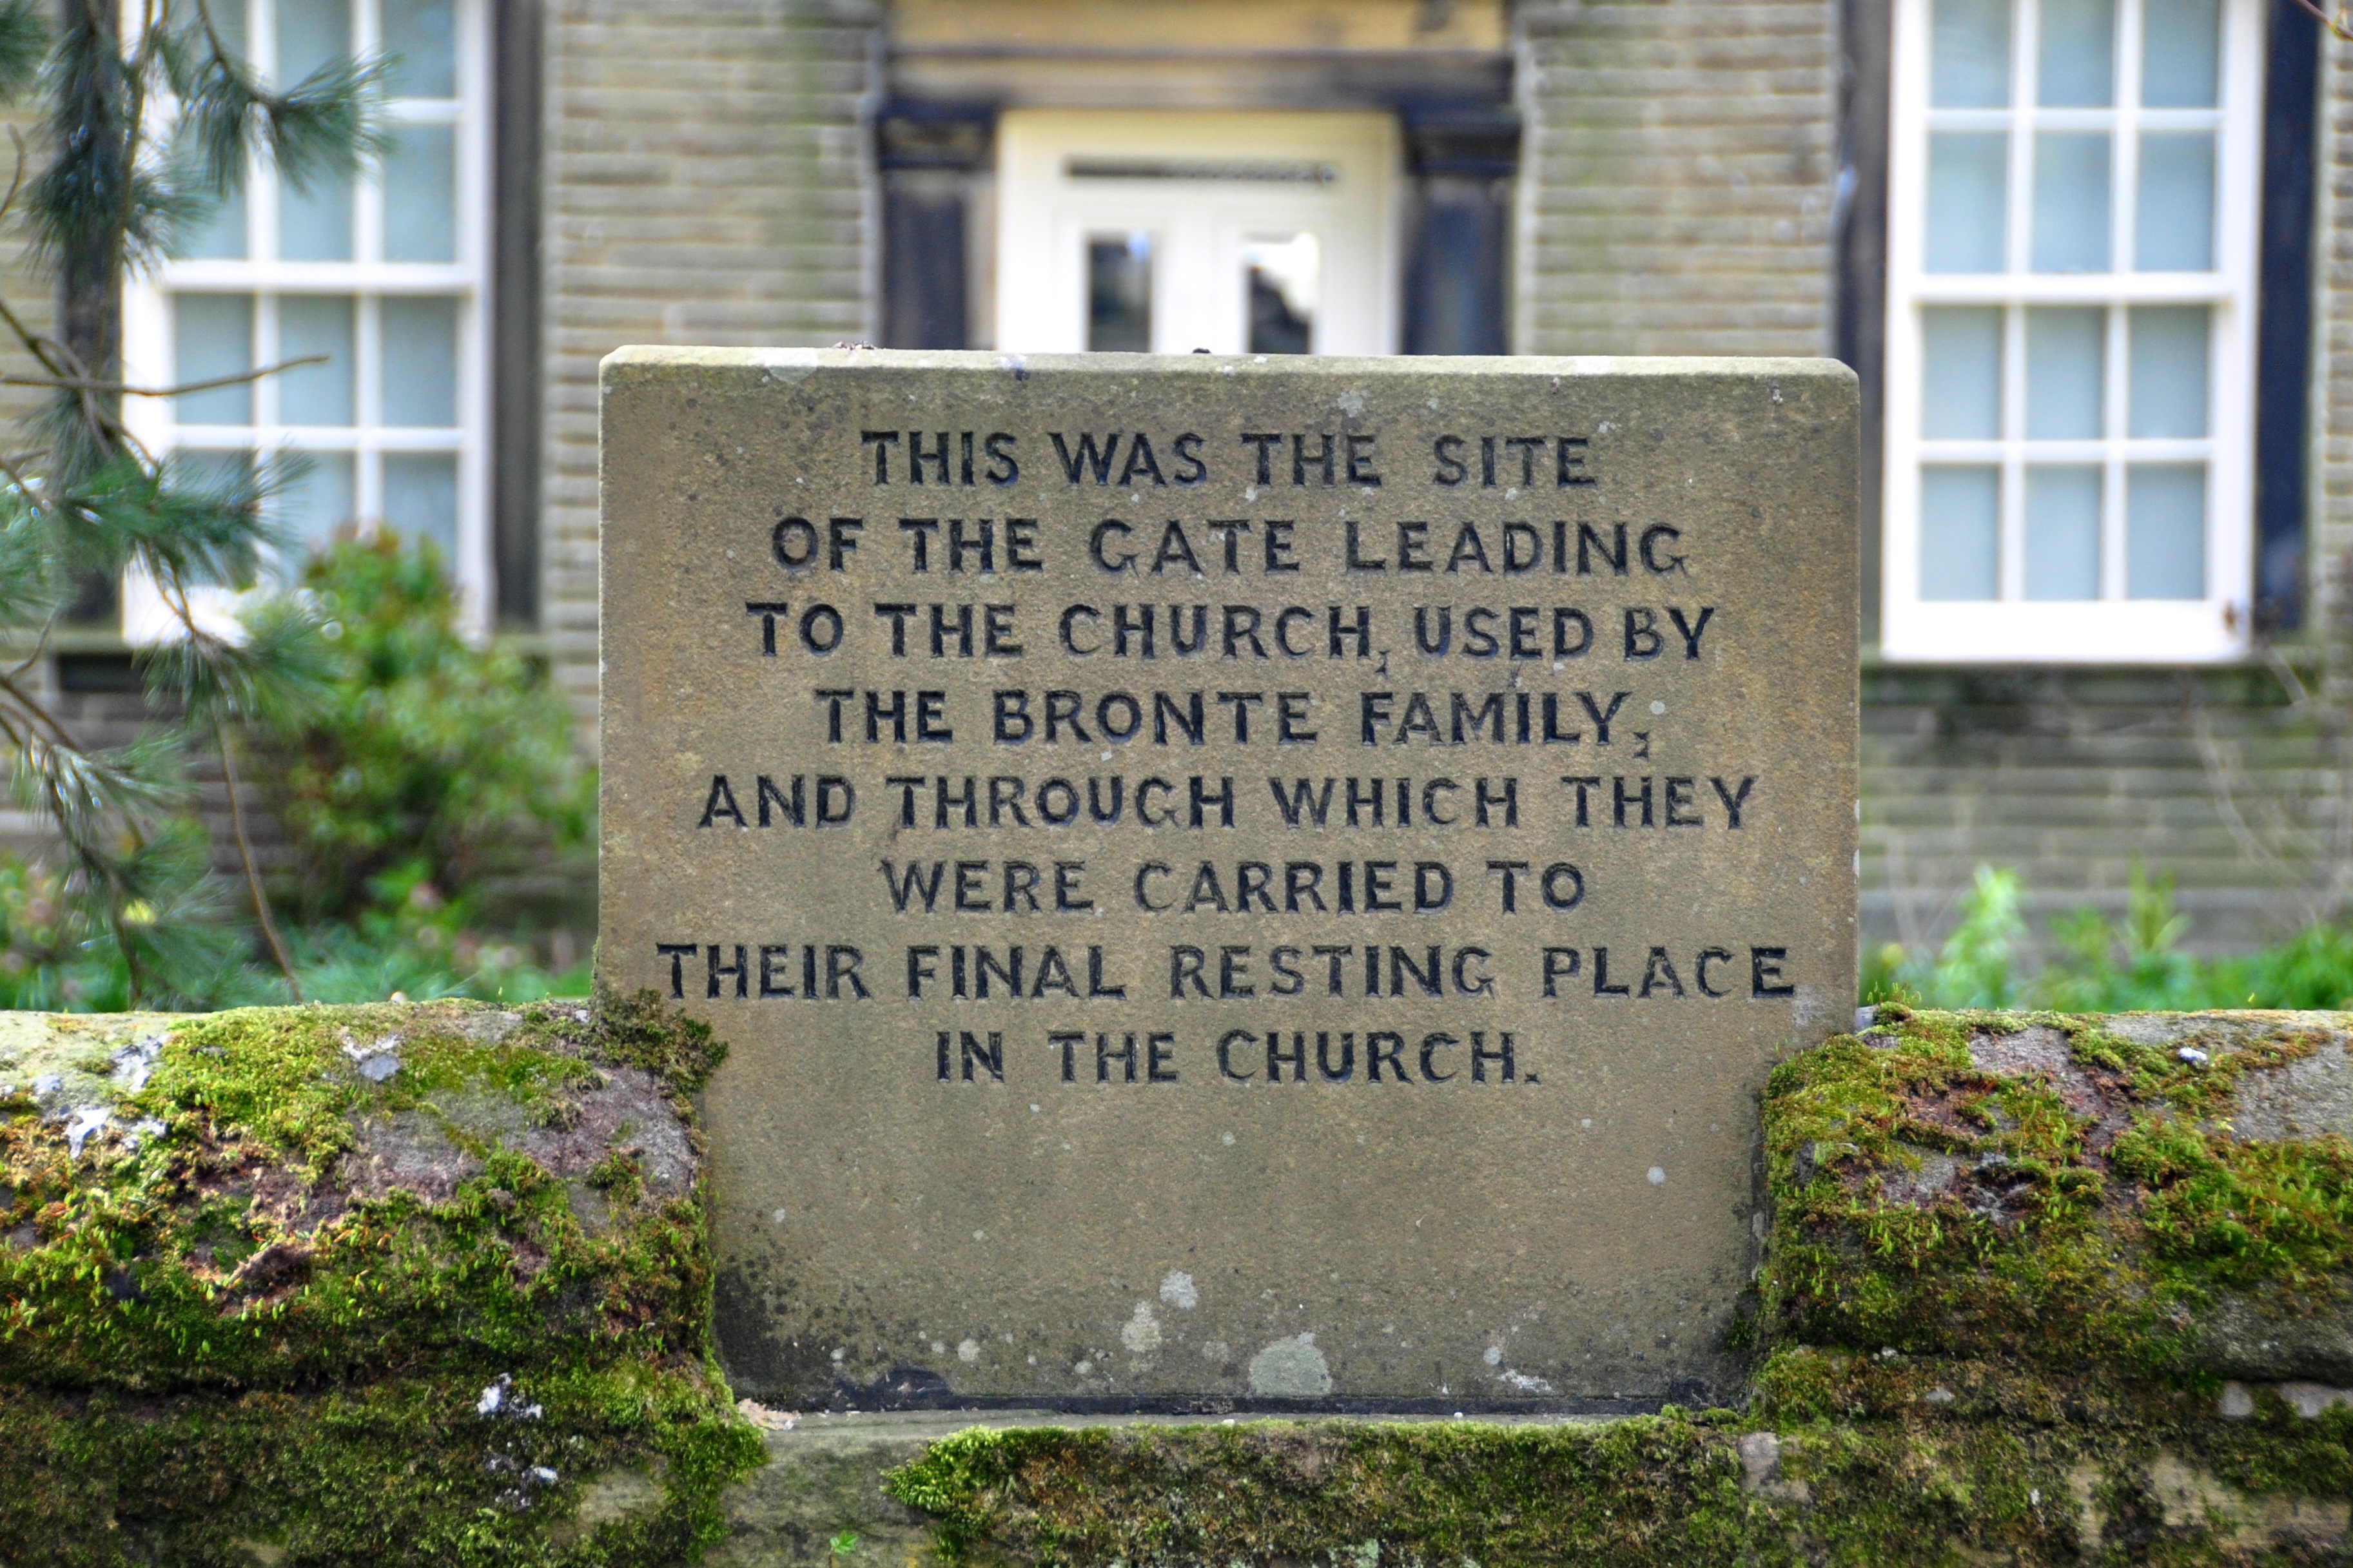 THIS WAS THE SITE
OF THE GATE LEADING
TO THE CHURCH, USED BY
THE BRONTE FAMILY,
AND THROUGH WHICH THEY
WERE CARRIED TO
THEIR FINAL RESTING PLACE
IN THE CHURCH.